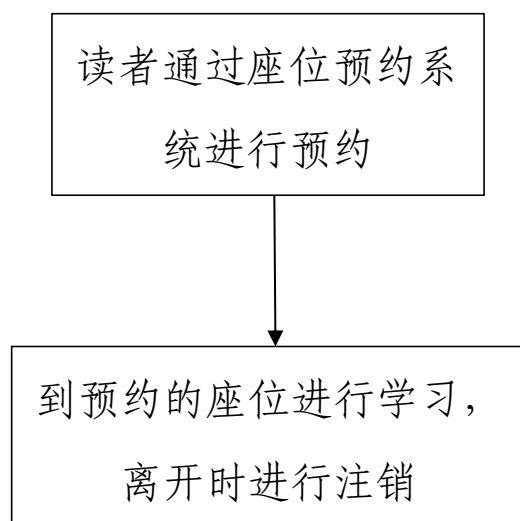 读者通过座位预约系
统进行预约
到预约的座位进行学习，
离开时进行注销